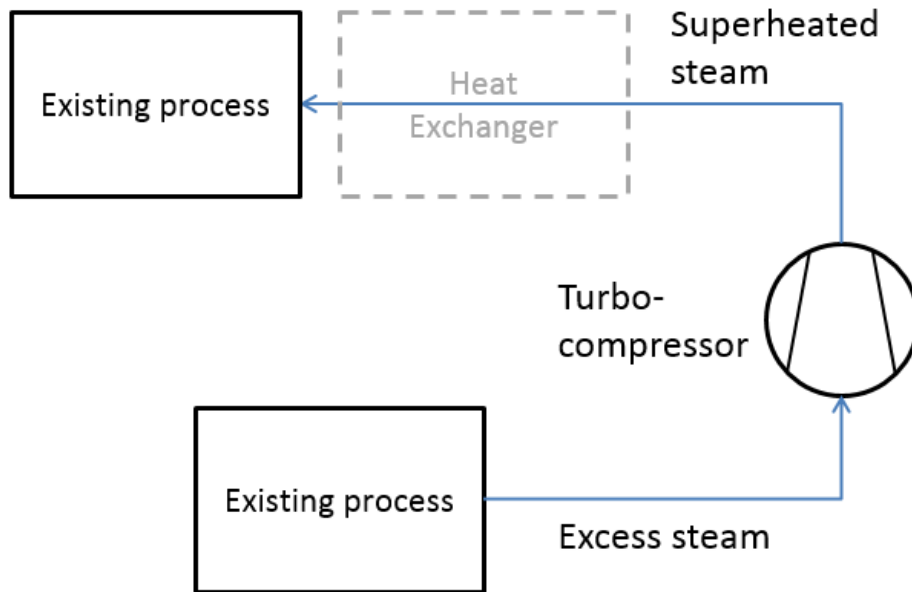 Superheated
steam
Existing process
Heat
Exchanger
Turbo-
compressor
Existing process
Excess steam